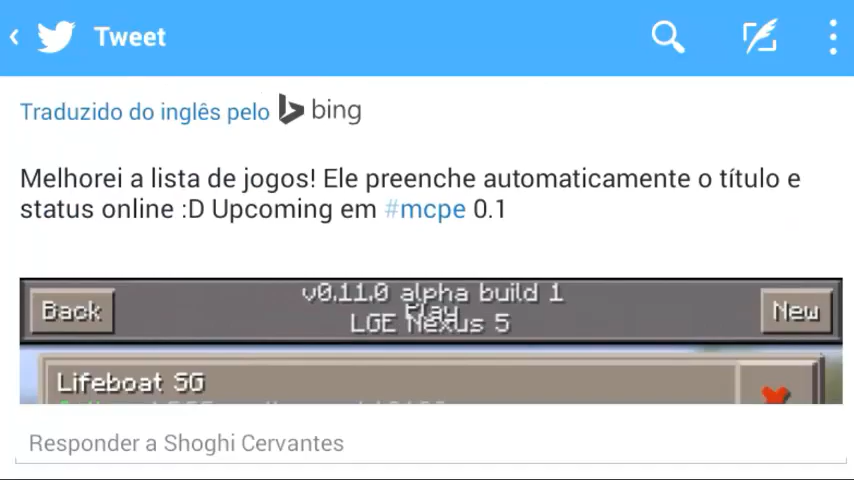 Tweet
Traduzido do inglês pelo bing
Melhorei a lista de jogos! Ele preenche automaticamente o título e
status online :D Upcoming em #mcpe 0.1
v0.11.0 alpha build 1
Back
Play
New
LGE Nexus 5
Lifeboat SG
Responder a Shoghi Cervantes